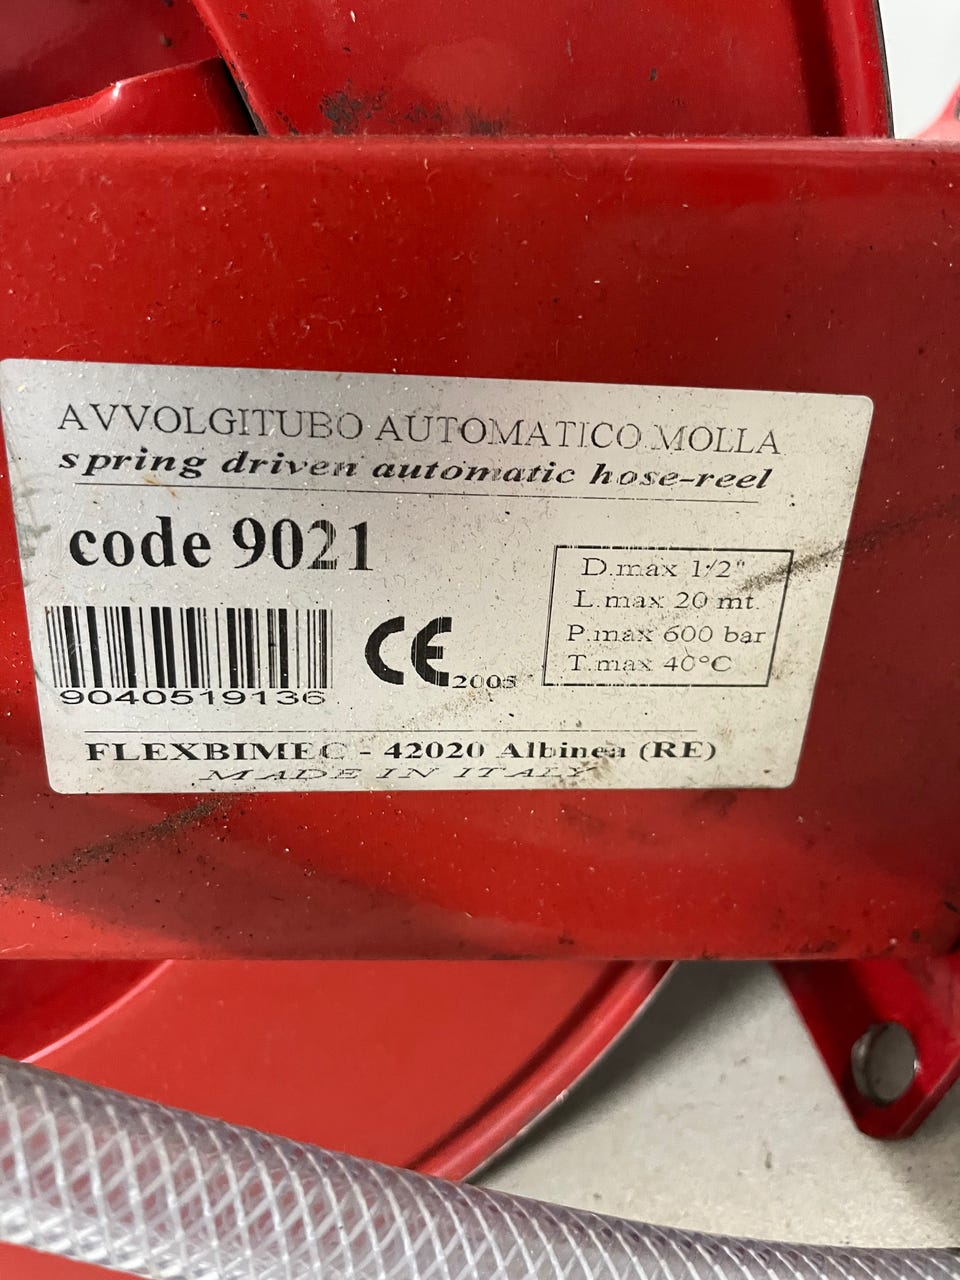 AVVOLGITUBO AUTOMATICO MOLLA
spring driven automatic hose-reel
code 9021
D.max 1/2"
L.max 20 mt.
P.max 600 bar
T.max 40°C
9040519136
CE 2005
FLEXBIMEC - 42020 Albinea (RE)
MADE IN ITALY